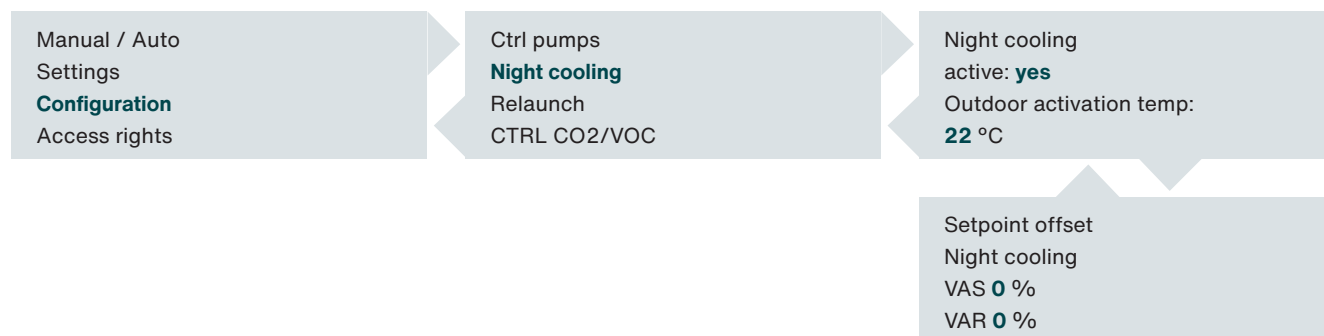 Manual / Auto
Settings
Configuration
Access rights
Ctrl pumps
Night cooling
Relaunch
CTRL CO2/VOC
Night cooling
active: yes
Outdoor activation temp:
22 °C
Setpoint offset
Night cooling
VAS 0 %
VAR 0 %